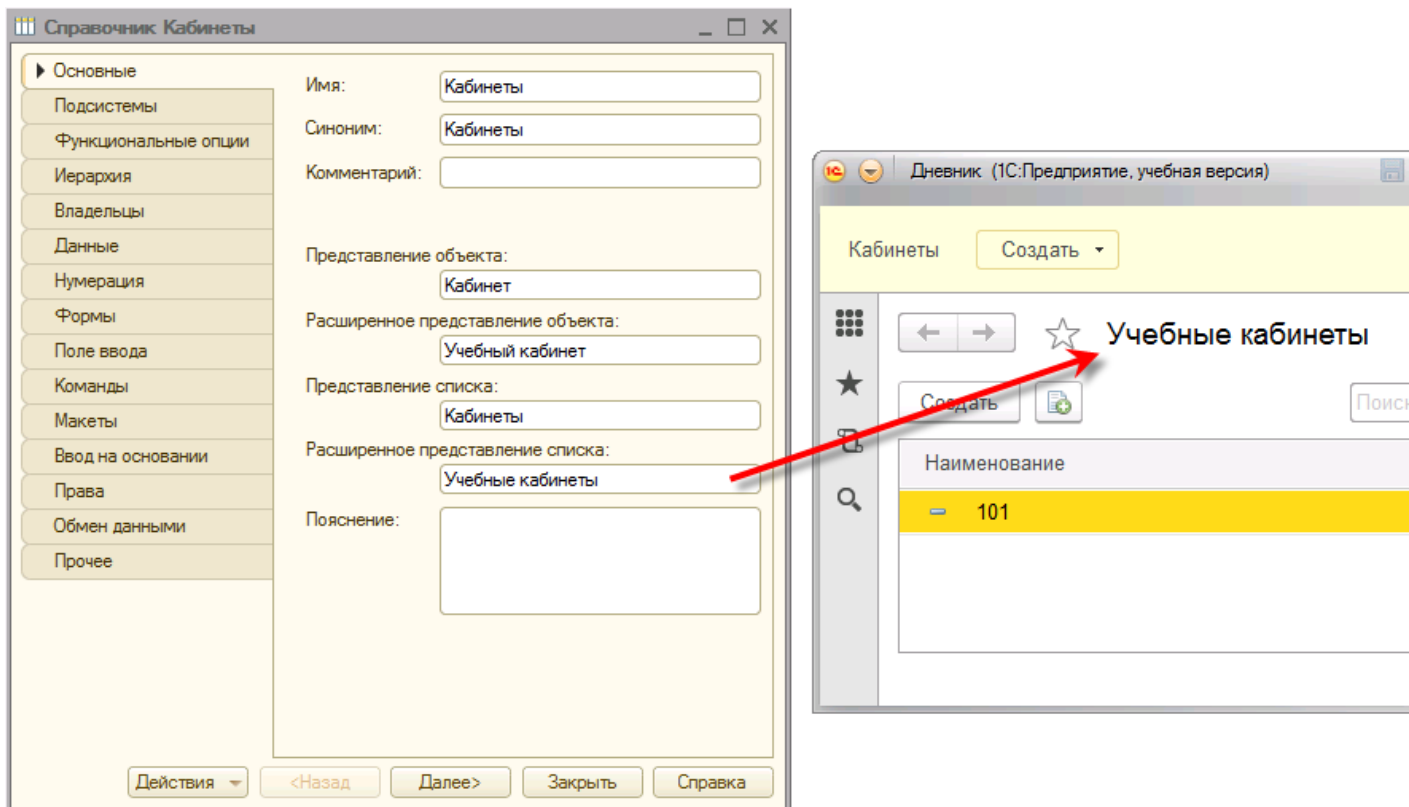 Справочник Кабинеты
Основные
Подсистемы
Функциональные опции
Иерархия
Владельцы
Данные
Нумерация
Формы
Поле ввода
Команды
Макеты
Ввод на основании
Права
Обмен данными
Прочее
Имя: Кабинеты
Синоним: Кабинеты
Комментарий:
Представление объекта:
Кабинет
Расширенное представление объекта:
Учебный кабинет
Представление списка:
Кабинеты
Расширенное представление списка:
Учебные кабинеты
Пояснение:
Действия <Назад Далее> Закрыть Справка
1С Дневник (1С:Предприятие, учебная версия)
Кабинеты Создать
Учебные кабинеты
Создать Поиск
Наименование
101